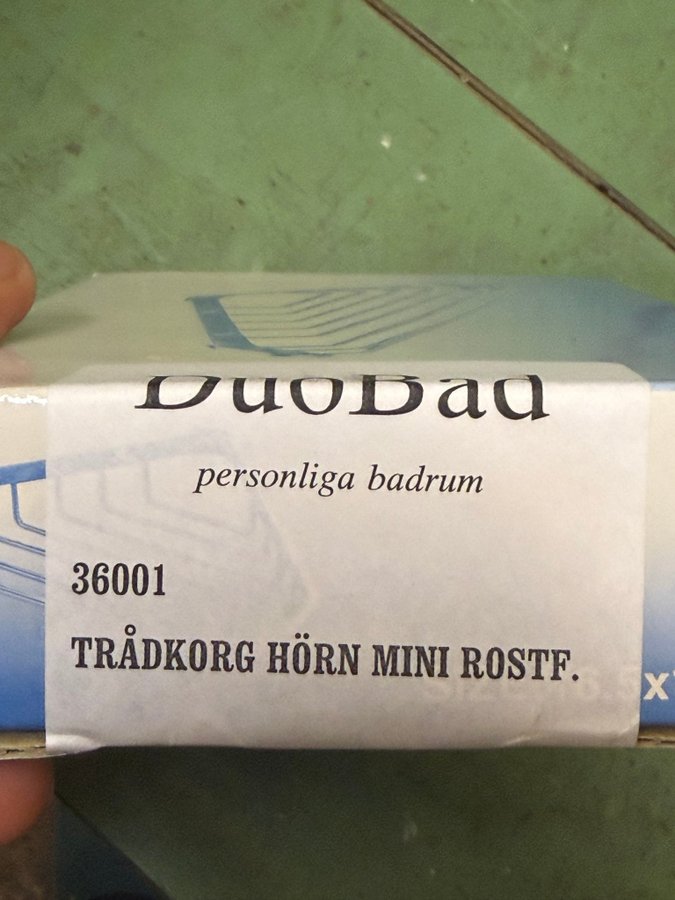 DuoBad
personliga badrum
36001
TRÅDKORG HÖRN MINI ROSTF.